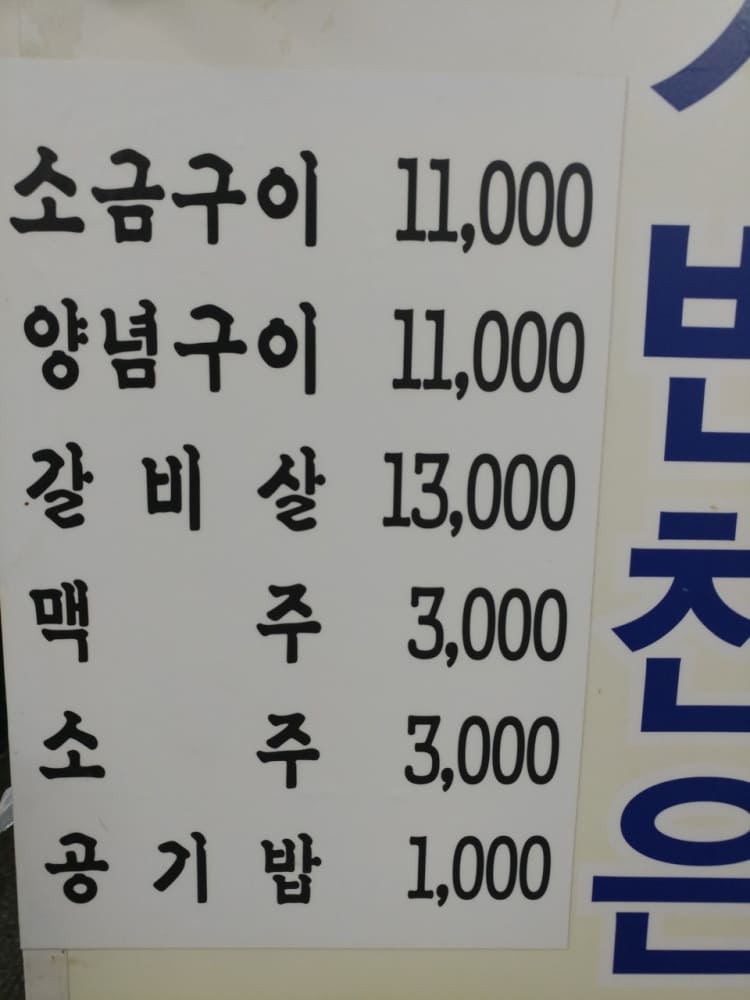 소금구이 11,000
양념구이 11,000
갈비살 13,000
맥주 3,000
소주 3,000
공기밥 1,000